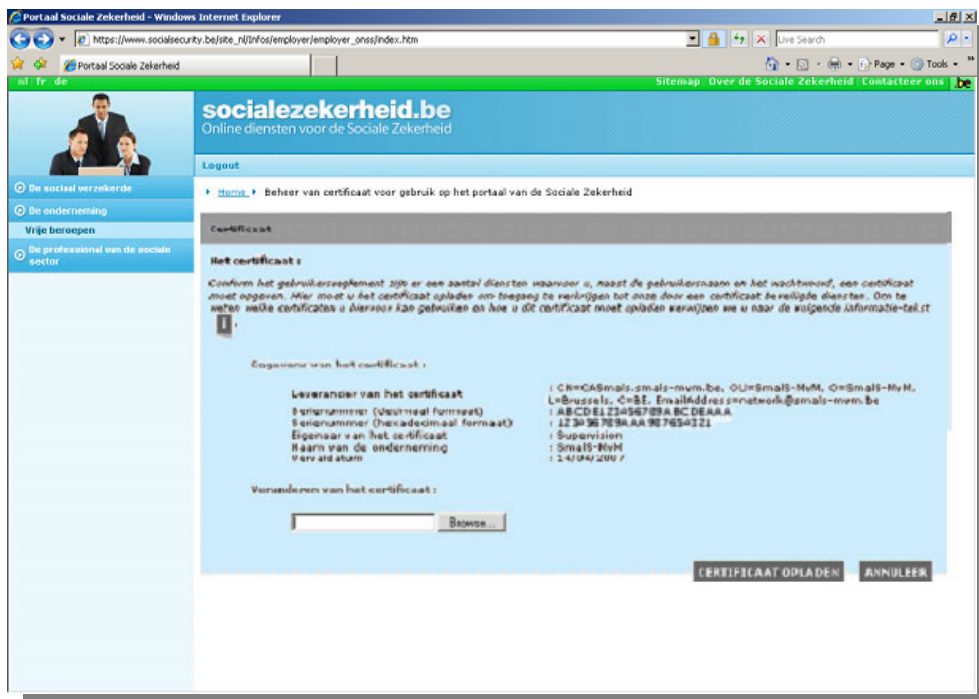 Portaal Sociale Zekerheid - Windows Internet Explorer
https://www.socialsecurity.be/site_nl/Infos/employer/employer_onss/index.htm
Live Search
Portaal Sociale Zekerheid
Page
Tools
nl fr de
Sitemap Over de Sociale Zekerheid Contacteer ons .be
socialezekerheid.be
Online diensten voor de Sociale Zekerheid
Logout
De sociaal verzekerde
De onderneming
Vrije beroepen
De professional van de sociale
sector
Home Beheer van certificaat voor gebruik op het portaal van de Sociale Zekerheid
Certificaat
Het certificaat :
Conform het gebruikersreglement zijn er een aantal diensten waarvoor u, naast de gebruikersnaam en het wachtwoord, een certificaat
moet opgeven. Hier moet u het certificaat opladen om toegang te verkrijgen tot onze door een certificaat beveiligde diensten. Om te
weten welke certificaten u hiervoor kan gebruiken en hoe u dit certificaat moet opladen verwijzen we u naar de volgende informatie-tekst
i .
Gegevens van het certificaat :
Leverancier van het certificaat : CN=CASmals.smals-mvm.be, OU=Smals-MvM, O=Smals-MvM,
L=Brussels, C=BE, EmailAddress=network@smals-mvm.be
Serienummer (decimaal formaat) : ABCDE123456789ABCDEAAA
Serienummer (hexadecimaal formaat) : 123456789AAA987654321
Eigenaar van het certificaat : Supervision
Naam van de onderneming : Smals-MvM
Vervaldatum : 14/04/2007
Veranderen van het certificaat :
Browse...
CERTIFICAAT OPLADEN ANNULEER